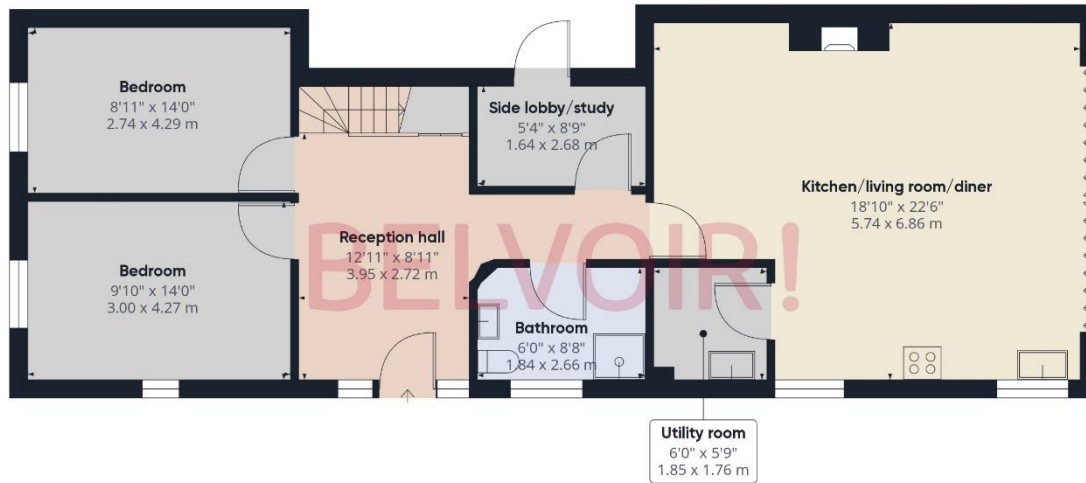 Bedroom
8'11" x 14'0"
2.74 x 4.29 m
Side lobby/study
5'4" x 8'9"
1.64 x 2.68 m
Kitchen/living room/diner
18'10" x 22'6"
5.74 x 6.86 m
Bedroom
9'10" x 14'0"
3.00 x 4.27 m
Reception hall
12'11" x 8'11"
3.95 x 2.72 m
BELVOIR!
Bathroom
6'0" x 8'8"
1.84 x 2.66 m
Utility room
6'0" x 5'9"
1.85 x 1.76 m